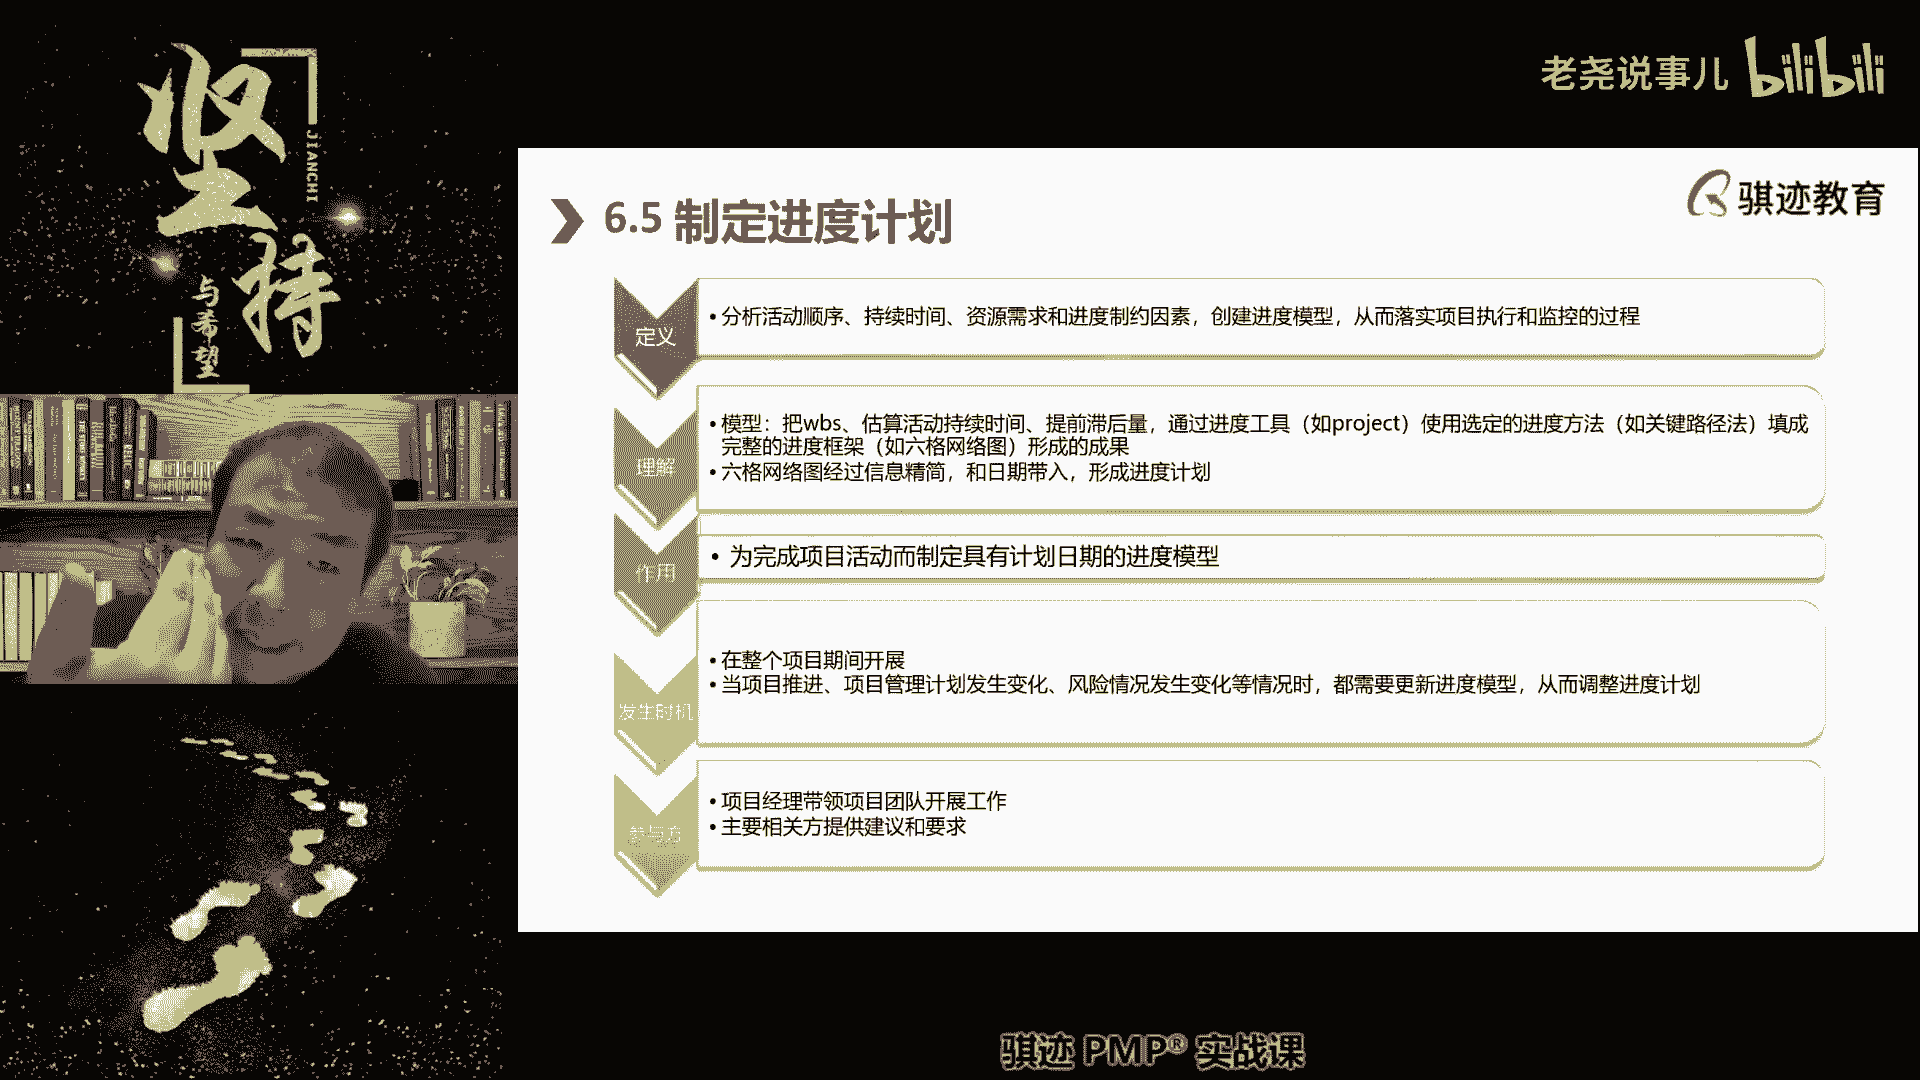 坚持
JIANCHI
与希望
老尧说事儿 bilibili
骐迹教育
6.5 制定进度计划
定义
•分析活动顺序、持续时间、资源需求和进度制约因素，创建进度模型，从而落实项目执行和监控的过程
理解
•模型：把wbs、估算活动持续时间、提前滞后量，通过进度工具（如project）使用选定的进度方法（如关键路径法）填成
完整的进度框架（如六格网络图）形成的成果
•六格网络图经过信息精简，和日期带入，形成进度计划
作用
• 为完成项目活动而制定具有计划日期的进度模型
发生时机
•在整个项目期间开展
•当项目推进、项目管理计划发生变化、风险情况发生变化等情况时，都需要更新进度模型，从而调整进度计划
参与方
•项目经理带领项目团队开展工作
•主要相关方提供建议和要求
骐迹 PMP® 实战课